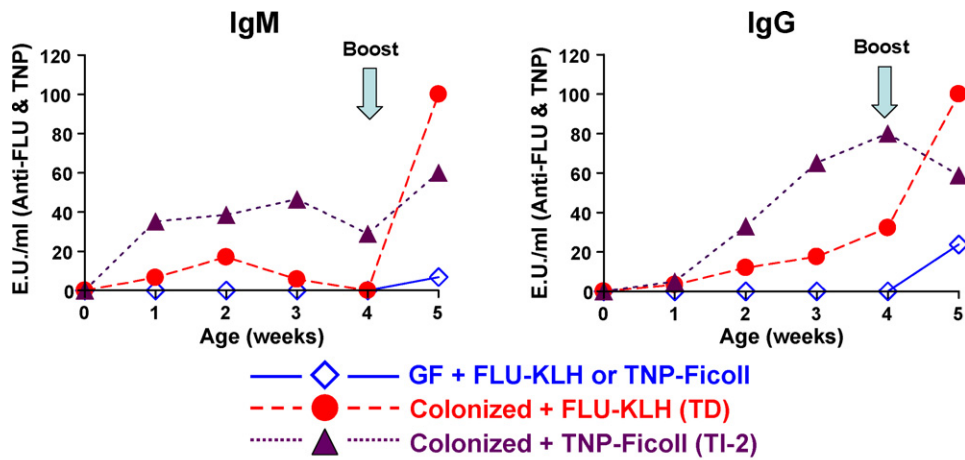 IgM
Boost
E.U./ml (Anti-FLU & TNP)
120
100
80
60
40
20
0
0 1 2 3 4 5
Age (weeks)
IgG
Boost
E.U./ml (Anti-FLU & TNP)
120
100
80
60
40
20
0
0 1 2 3 4 5
Age (weeks)
GF + FLU-KLH or TNP-Ficoll
Colonized + FLU-KLH (TD)
Colonized + TNP-Ficoll (TI-2)